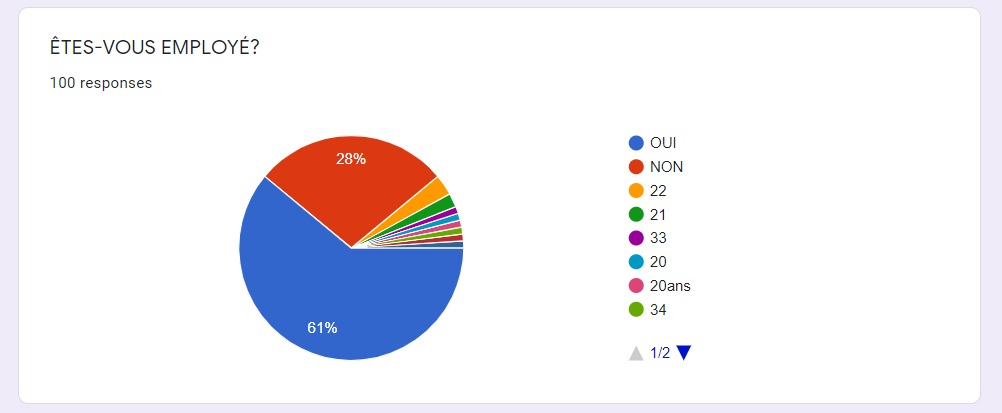 ÊTES-VOUS EMPLOYÉ?
100 responses
28%
61%
OUI
NON
22
21
33
20
20ans
34
1/2